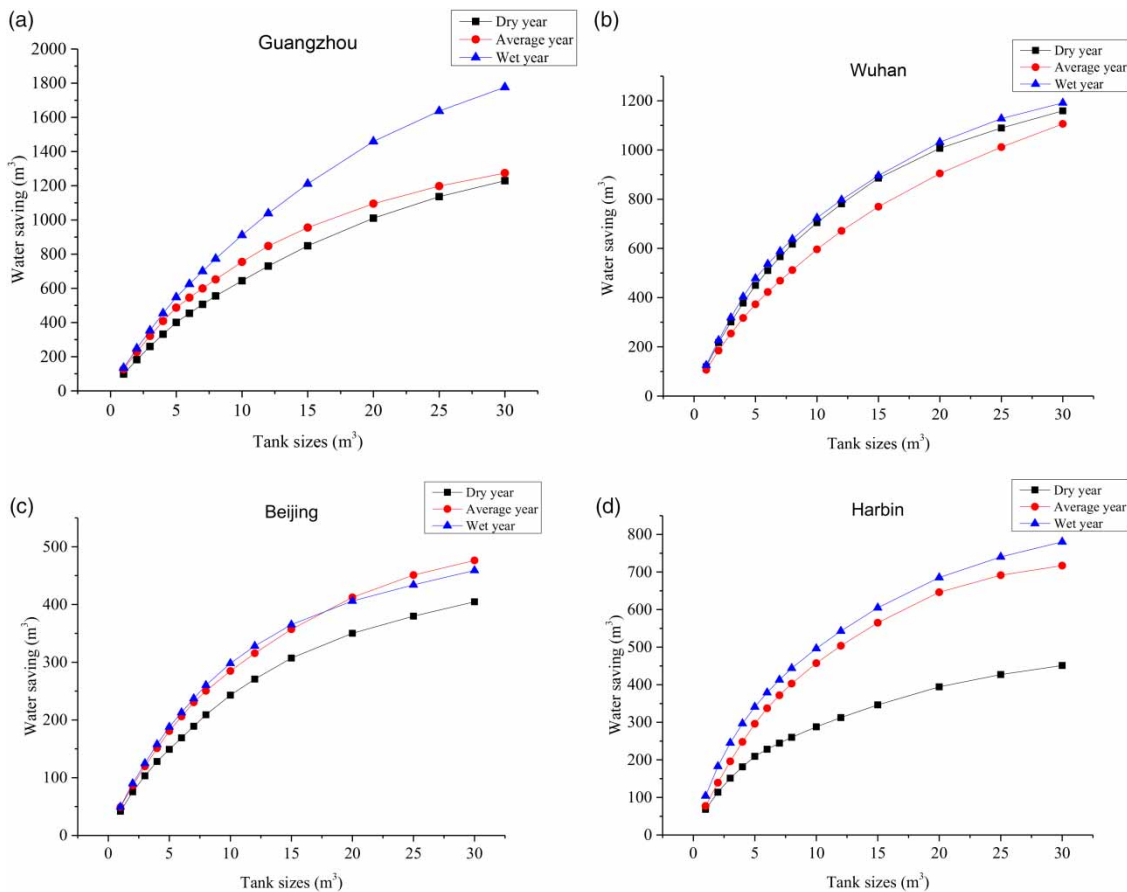 (a)
Guangzhou
Dry year
Average year
Wet year
2000
1800
1600
1400
1200
1000
800
600
400
200
0
Water saving (m³)
0 5 10 15 20 25 30
Tank sizes (m³)
(b)
Wuhan
Dry year
Average year
Wet year
1200
1000
800
600
400
200
0
Water saving (m³)
0 5 10 15 20 25 30
Tank sizes (m³)
(c)
Beijing
Dry year
Average year
Wet year
500
400
300
200
100
0
Water saving (m³)
0 5 10 15 20 25 30
Tank sizes (m³)
(d)
Harbin
Dry year
Average year
Wet year
800
700
600
500
400
300
200
100
0
Water saving (m³)
0 5 10 15 20 25 30
Tank sizes (m³)